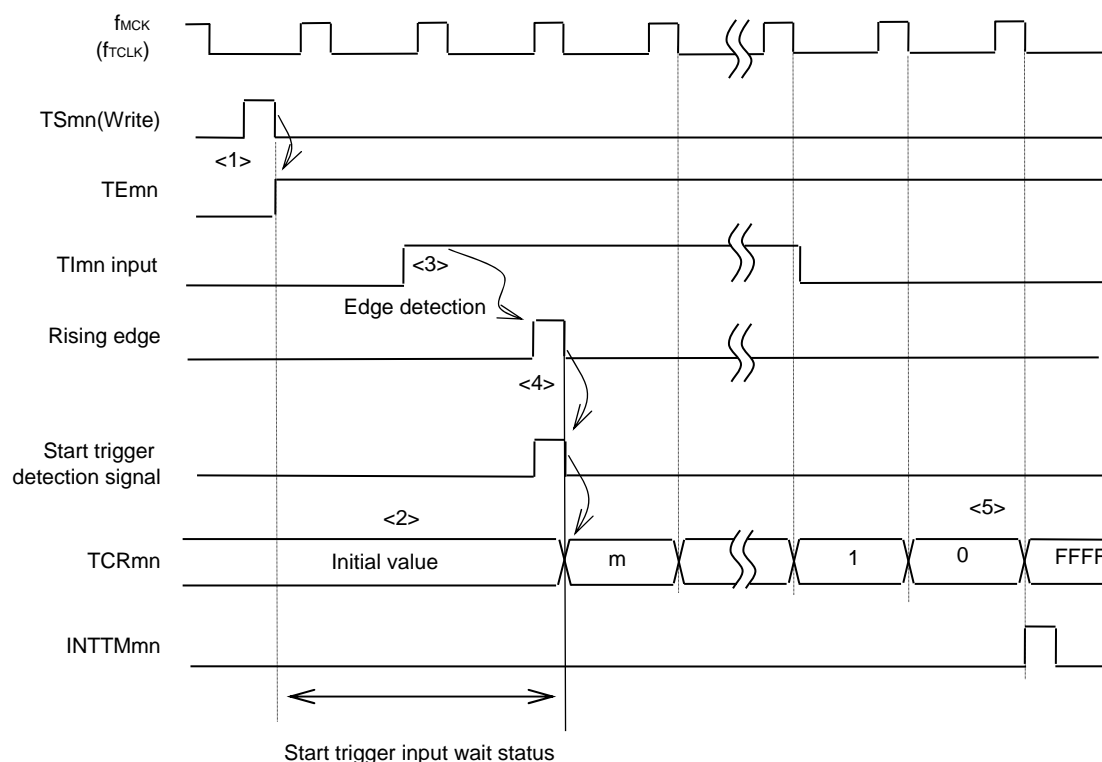 fMCK
(fTCLK)
TSmn(Write)
<1>
TEmn
TImn input
<3>
Edge detection
Rising edge
<4>
Start trigger
detection signal
<2>
<5>
TCRmn
Initial value
m
1
0
FFFF
INTTMmn
Start trigger input wait status